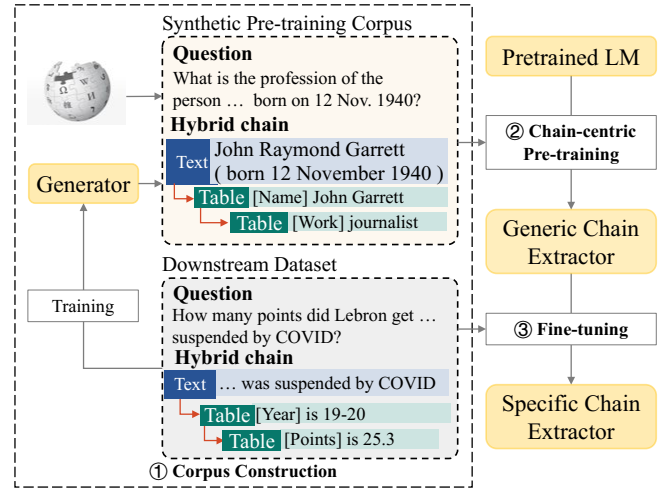 Synthetic Pre-training Corpus
Question
What is the profession of the
person … born on 12 Nov. 1940?
Hybrid chain
Text
John Raymond Garrett
( born 12 November 1940 )
Table [Name] John Garrett
Table [Work] journalist
Generator
Training
Downstream Dataset
Question
How many points did Lebron get …
suspended by COVID?
Hybrid chain
Text … was suspended by COVID
Table [Year] is 19-20
Table [Points] is 25.3
① Corpus Construction
Pretrained LM
② Chain-centric
Pre-training
Generic Chain
Extractor
③ Fine-tuning
Specific Chain
Extractor